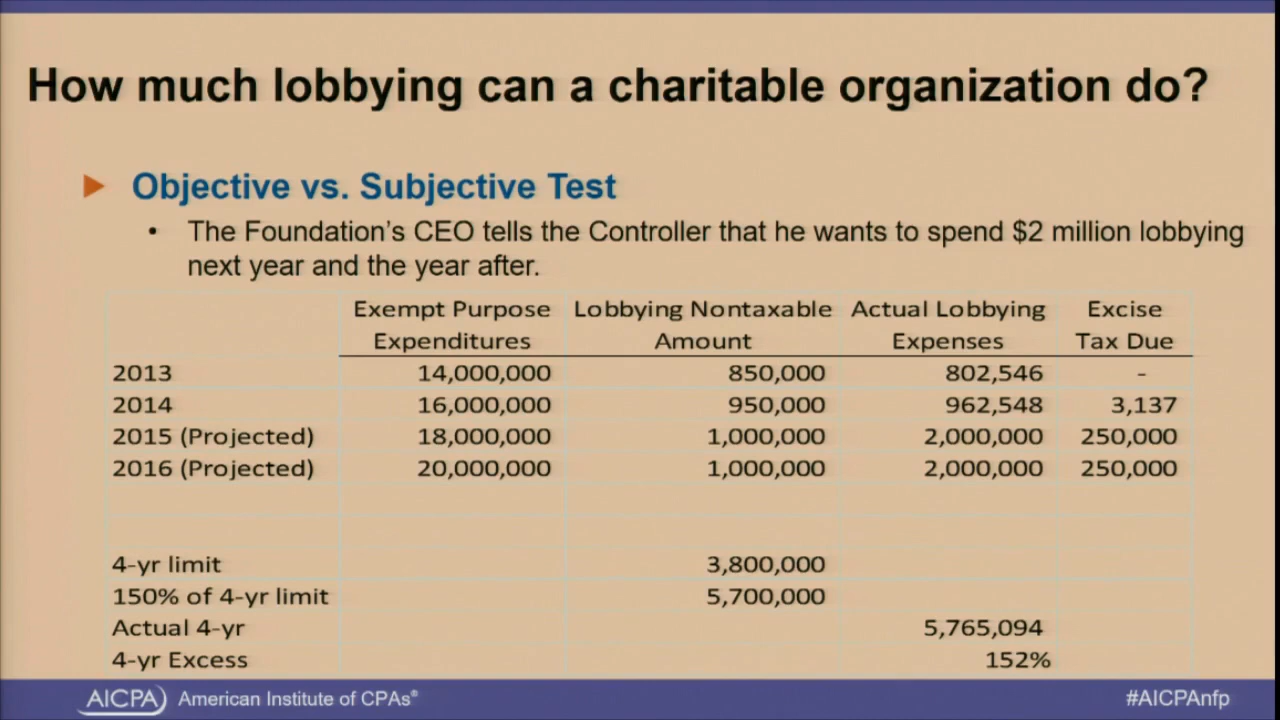 How much lobbying can a charitable organization do?
Objective vs. Subjective Test
• The Foundation's CEO tells the Controller that he wants to spend $2 million lobbying
next year and the year after.
Exempt Purpose Lobbying Nontaxable Actual Lobbying Excise
Expenditures Amount Expenses Tax Due
2013 14,000,000 850,000 802,546 -
2014 16,000,000 950,000 962,548 3,137
2015 (Projected) 18,000,000 1,000,000 2,000,000 250,000
2016 (Projected) 20,000,000 1,000,000 2,000,000 250,000
4-yr limit 3,800,000
150% of 4-yr limit 5,700,000
Actual 4-yr 5,765,094
4-yr Excess 152%
AICPA American Institute of CPAs® #AICPAnfp